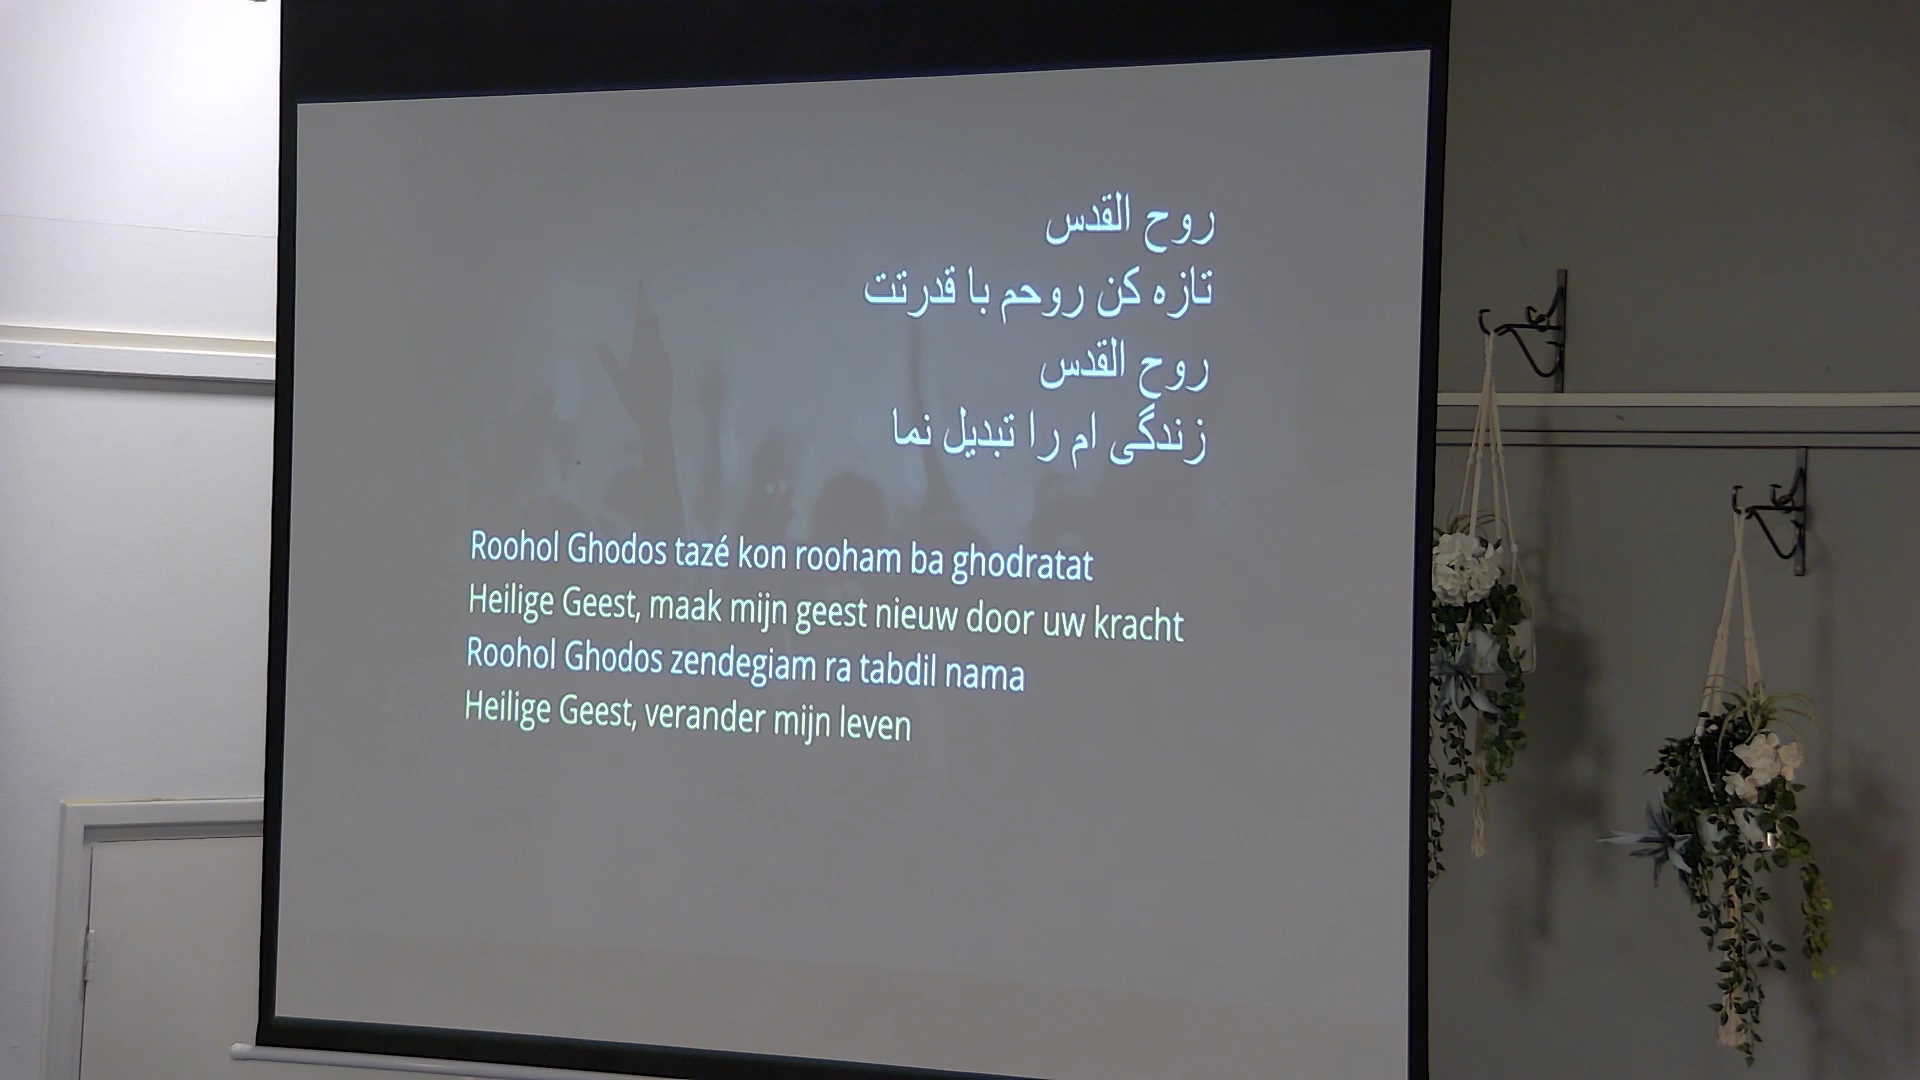 روح القدس
تازه کن روحم با قدرتت
روح القدس
زندگی ام را تبدیل نما
Roohol Ghodos tazé kon rooham ba ghodratat
Heilige Geest, maak mijn geest nieuw door uw kracht
Roohol Ghodos zendegiam ra tabdil nama
Heilige Geest, verander mijn leven